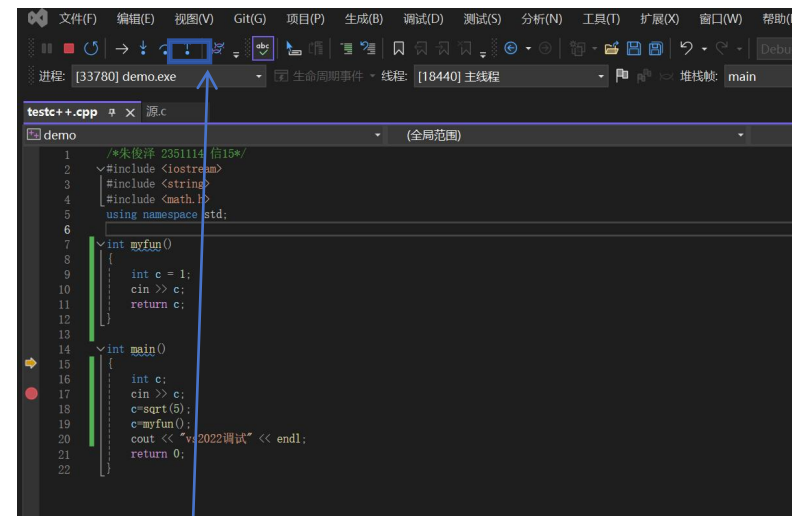 文件(F) 编辑(E) 视图(V) Git(G) 项目(P) 生成(B) 调试(D) 测试(S) 分析(N) 工具(T) 扩展(X) 窗口(W) 帮助(
abc Debu
进程: [33780] demo.exe 生命周期事件 线程: [18440] 主线程 堆栈帧: main
testc++.cpp 源.c
demo (全局范围)
1 /*朱俊泽 2351114 信15*/
2 #include <iostream>
3 #include <string>
4 #include <math.h>
5 using namespace std;
6
7 int myfun()
8 {
9 int c = 1;
10 cin >> c;
11 return c;
12 }
13
14 int main()
15 {
16 int c;
17 cin >> c;
18 c=sqrt(5);
19 c=myfun();
20 cout << "vs2022调试" << endl;
21 return 0;
22 }